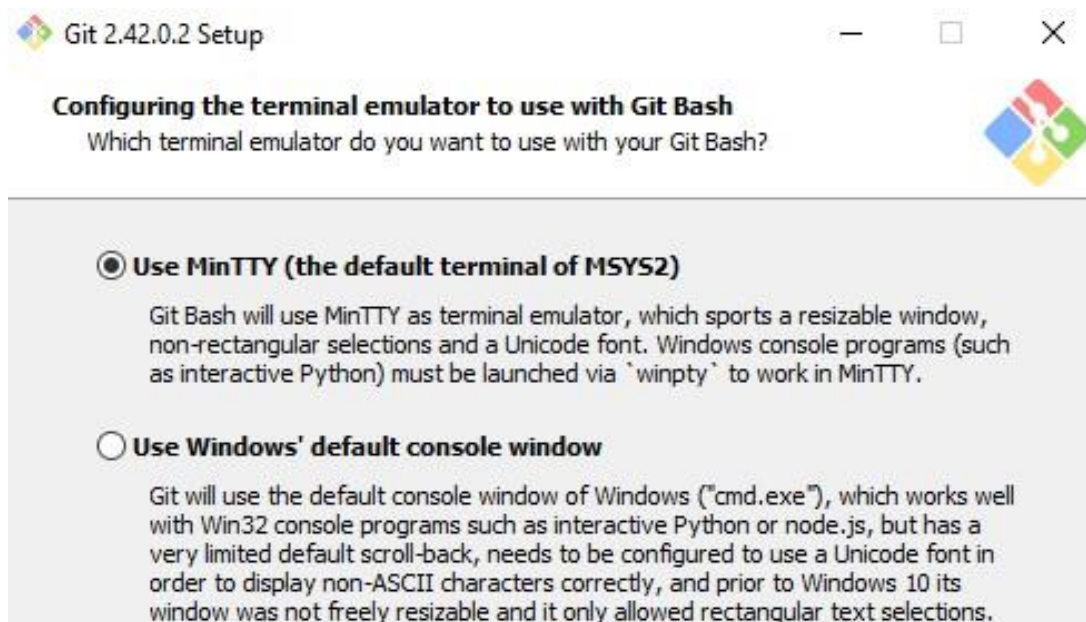 Git 2.42.0.2 Setup
Configuring the terminal emulator to use with Git Bash
Which terminal emulator do you want to use with your Git Bash?
Use MinTTY (the default terminal of MSYS2)
Git Bash will use MinTTY as terminal emulator, which sports a resizable window,
non-rectangular selections and a Unicode font. Windows console programs (such
as interactive Python) must be launched via `winpty` to work in MinTTY.
Use Windows' default console window
Git will use the default console window of Windows ("cmd.exe"), which works well
with Win32 console programs such as interactive Python or node.js, but has a
very limited default scroll-back, needs to be configured to use a Unicode font in
order to display non-ASCII characters correctly, and prior to Windows 10 its
window was not freely resizable and it only allowed rectangular text selections.